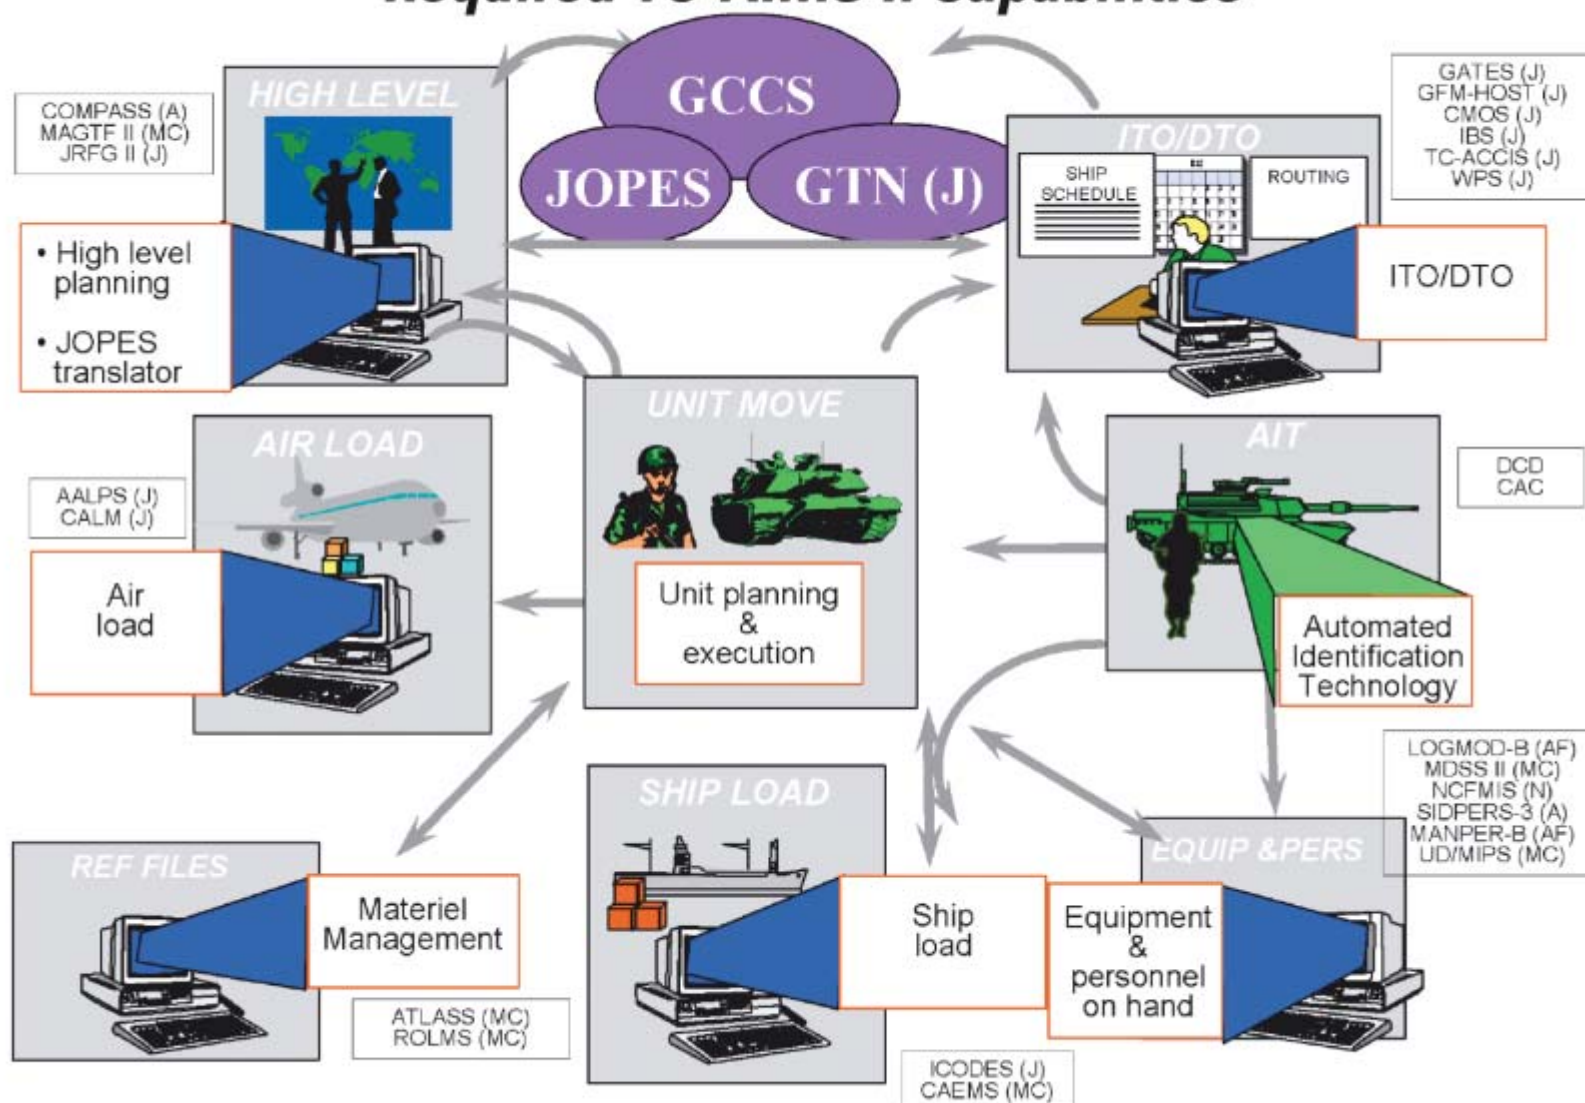 HIGH LEVEL
COMPASS (A)
MAGTF II (MC)
JRFG II (J)
• High level
planning
• JOPES
translator
GCCS
JOPES
GTN (J)
ITO/DTO
SHIP
SCHEDULE
ROUTING
GATES (J)
GFM-HOST (J)
CMOS (J)
IBS (J)
TC-ACCIS (J)
WPS (J)
ITO/DTO
AIR LOAD
AALPS (J)
CALM (J)
Air
load
UNIT MOVE
Unit planning
&
execution
AIT
DCD
CAC
Automated
Identification
Technology
REF FILES
Materiel
Management
ATLASS (MC)
ROLMS (MC)
SHIP LOAD
Ship
load
ICODES (J)
CAEMS (MC)
LOGMOD-B (AF)
MDSS II (MC)
NCFMIS (N)
SIDPERS-3 (A)
MANPER-B (AF)
UD/MIPS (MC)
EQUIP &PERS
Equipment
&
personnel
on hand